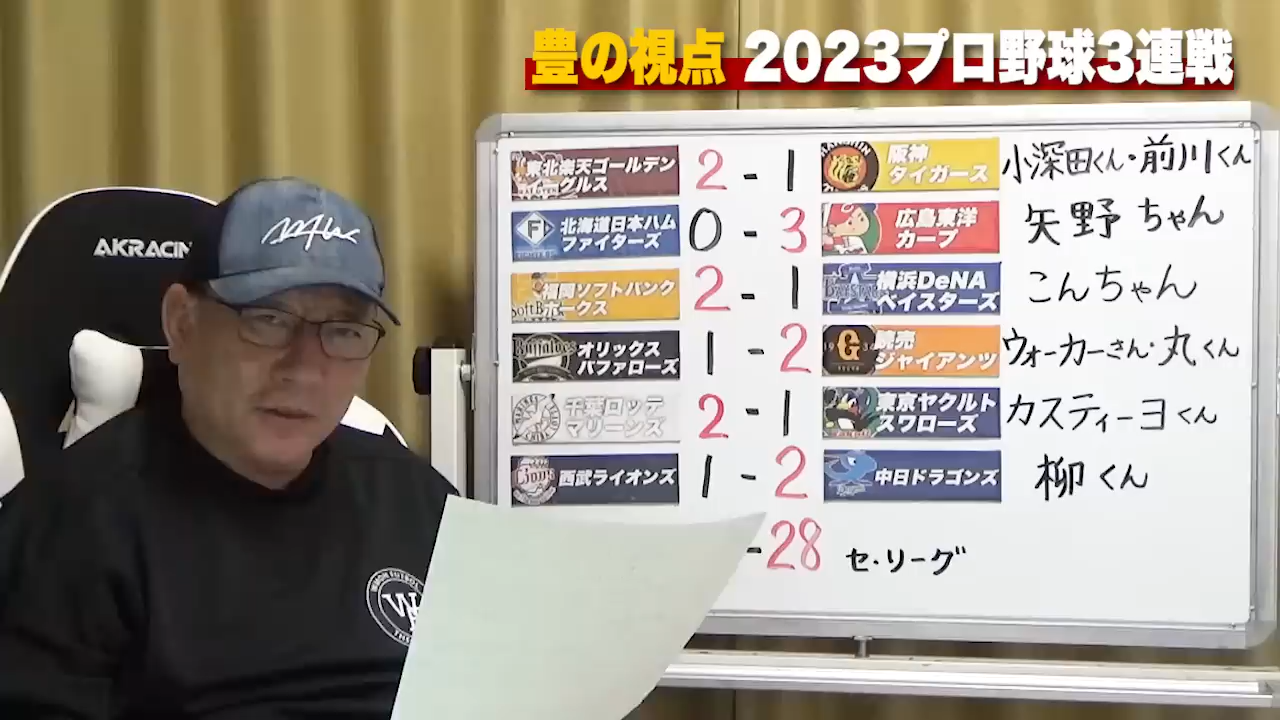 豊の視点 2023プロ野球3連戦
AKRACIN
東北楽天ゴールデン
グルス
2 - 1
阪神
タイガース
小深田くん・前川くん
北海道日本ハム
ファイターズ
0 - 3
広島東洋
カープ
矢野ちゃん
福岡ソフトバンク
ホークス
2 - 1
横浜DeNA
ベイスターズ
こんちゃん
オリックス
バファローズ
1 - 2
読売
ジャイアンツ
ウォーカーさん・丸くん
千葉ロッテ
マリーンズ
2 - 1
東京ヤクルト
スワローズ
カスティーヨくん
西武ライオンズ
1 - 2
中日ドラゴンズ
柳くん
- 28 セ・リーグ